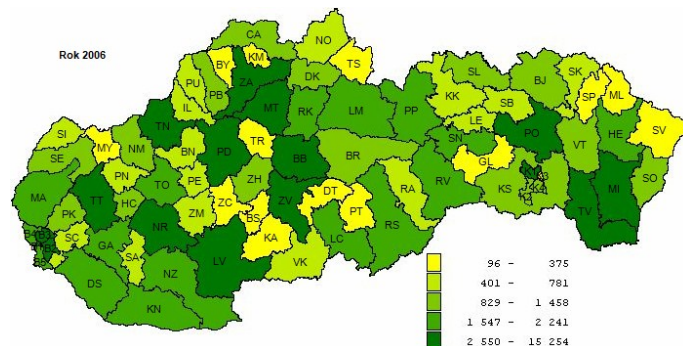 Rok 2006
CA
NO
BY
KM
TS
PU
PB
ZA
DK
SL
BJ
SK
SP
ML
IL
MT
RK
LM
PP
KK
SB
LE
HE
SV
SI
MY
NM
TN
BN
PD
TR
BB
BR
SN
PO
VT
SE
PN
TO
PE
ZH
GL
RV
KS
MI
SO
MA
TT
HC
ZM
ZC
BS
ZV
DT
PT
RA
TV
PK
SC
NR
KA
LC
RS
GA
SA
NZ
LV
VK
DS
KN
96 - 375
401 - 781
829 - 1 458
1 547 - 2 241
2 550 - 15 254